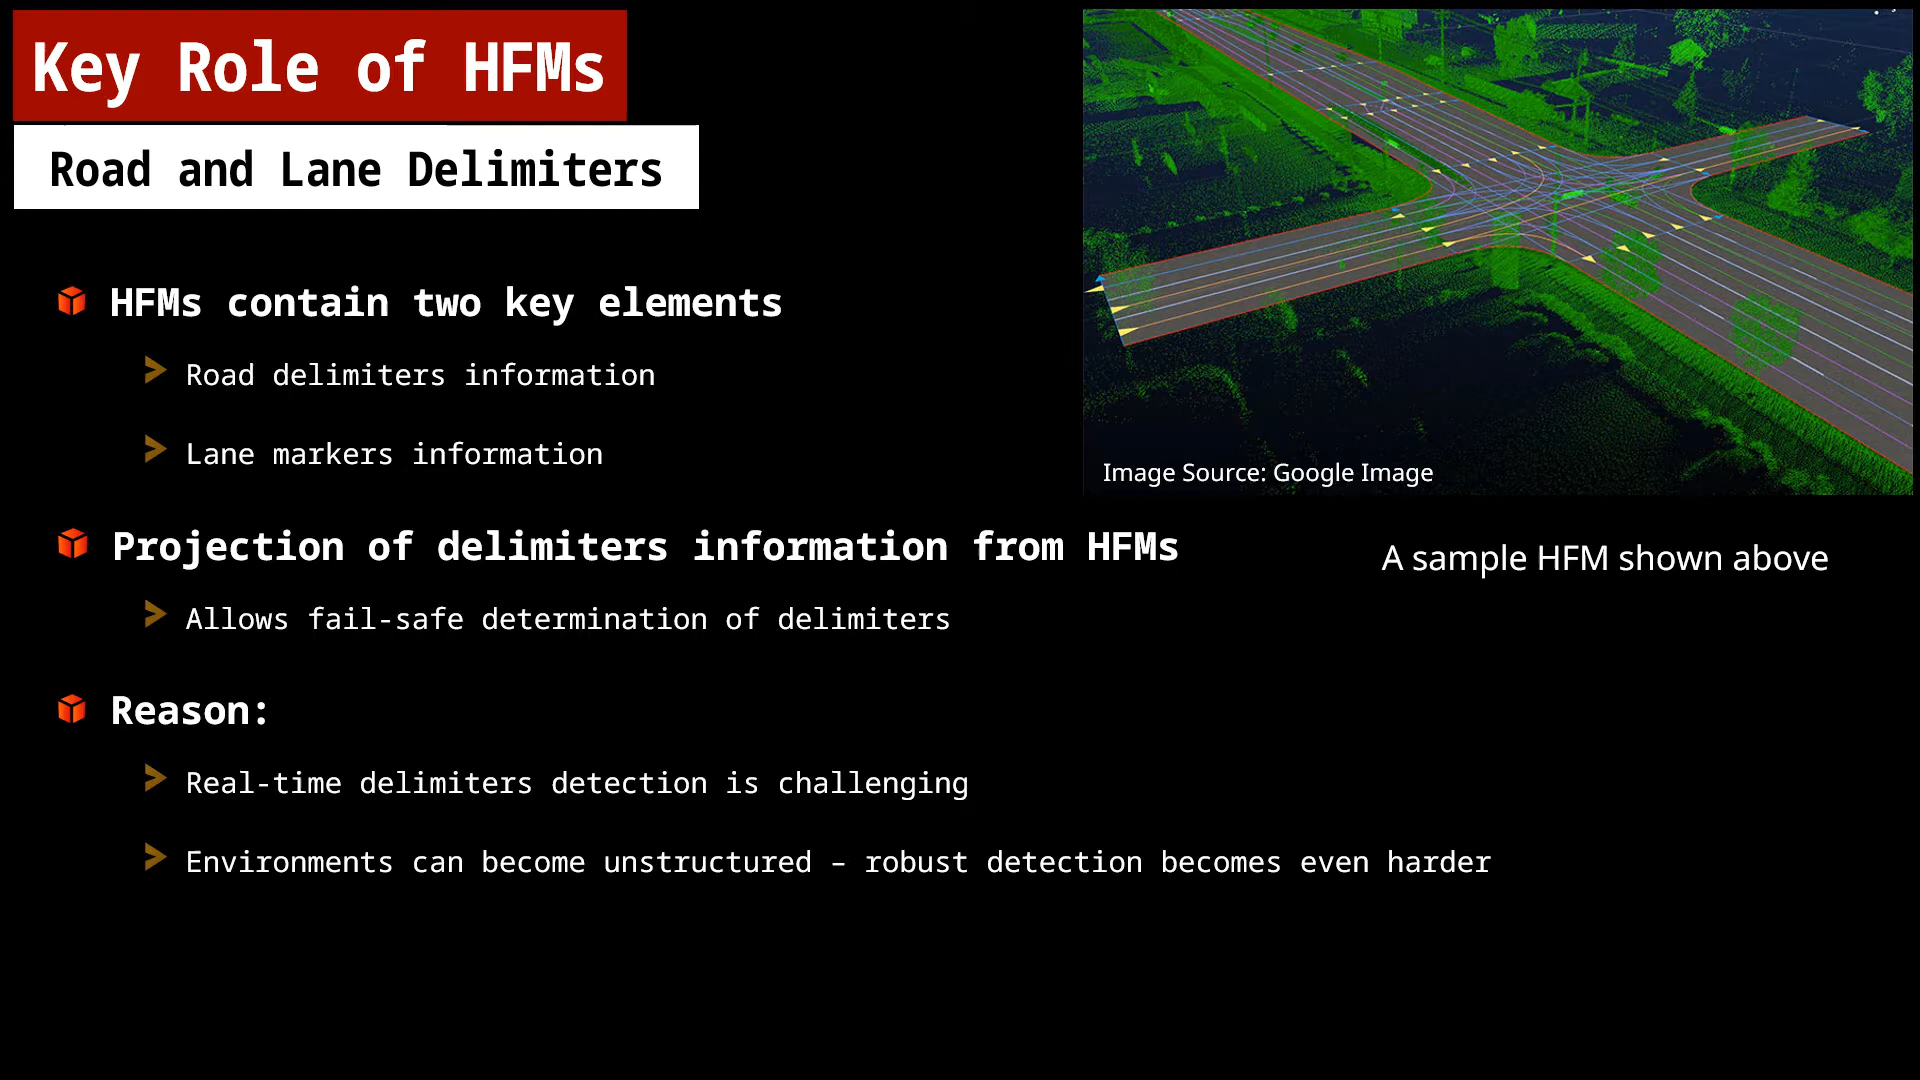 Key Role of HFMs
Road and Lane Delimiters
HFMs contain two key elements
Road delimiters information
Lane markers information
Image Source: Google Image
Projection of delimiters information from HFMs
A sample HFM shown above
Allows fail-safe determination of delimiters
Reason:
Real-time delimiters detection is challenging
Environments can become unstructured – robust detection becomes even harder